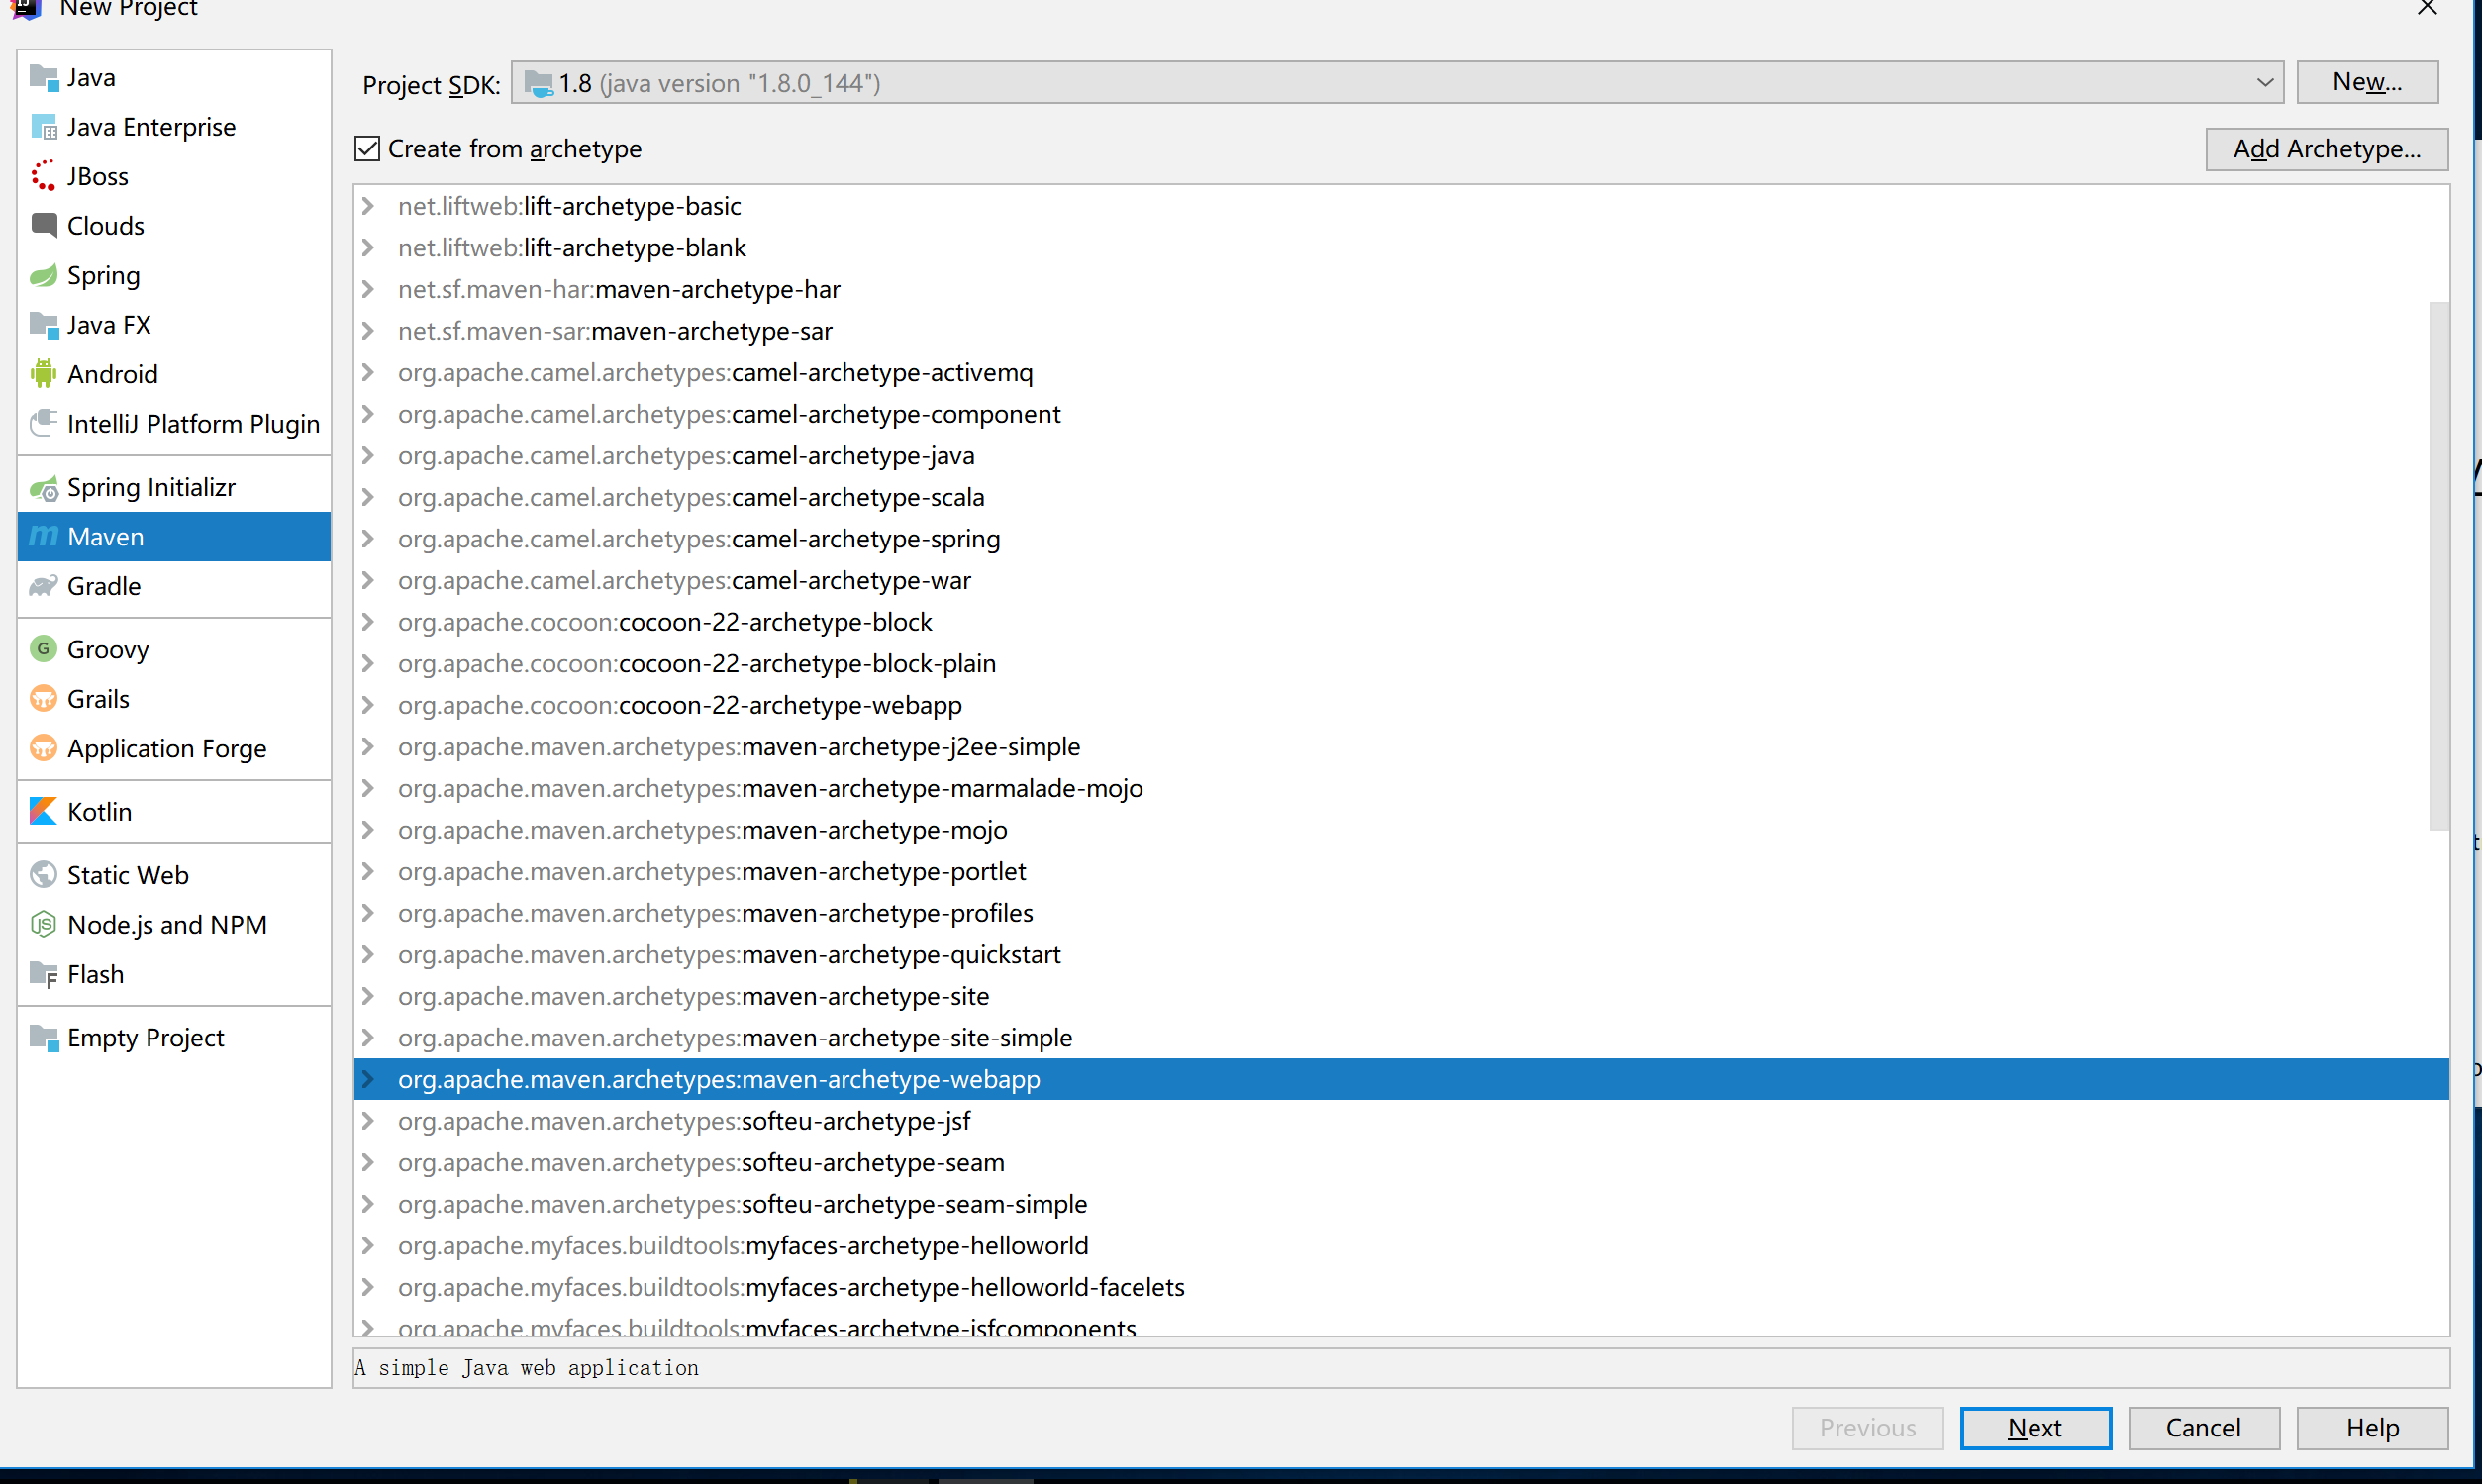 New Project
Java
Java Enterprise
JBoss
Clouds
Spring
Java FX
Android
IntelliJ Platform Plugin
Spring Initializr
Maven
Gradle
Groovy
Grails
Application Forge
Kotlin
Static Web
Node.js and NPM
Flash
Empty Project
Project SDK: 1.8 (java version "1.8.0_144") New...
Create from archetype Add Archetype...
net.liftweb:lift-archetype-basic
net.liftweb:lift-archetype-blank
net.sf.maven-har:maven-archetype-har
net.sf.maven-sar:maven-archetype-sar
org.apache.camel.archetypes:camel-archetype-activemq
org.apache.camel.archetypes:camel-archetype-component
org.apache.camel.archetypes:camel-archetype-java
org.apache.camel.archetypes:camel-archetype-scala
org.apache.camel.archetypes:camel-archetype-spring
org.apache.camel.archetypes:camel-archetype-war
org.apache.cocoon:cocoon-22-archetype-block
org.apache.cocoon:cocoon-22-archetype-block-plain
org.apache.cocoon:cocoon-22-archetype-webapp
org.apache.maven.archetypes:maven-archetype-j2ee-simple
org.apache.maven.archetypes:maven-archetype-marmalade-mojo
org.apache.maven.archetypes:maven-archetype-mojo
org.apache.maven.archetypes:maven-archetype-portlet
org.apache.maven.archetypes:maven-archetype-profiles
org.apache.maven.archetypes:maven-archetype-quickstart
org.apache.maven.archetypes:maven-archetype-site
org.apache.maven.archetypes:maven-archetype-site-simple
org.apache.maven.archetypes:maven-archetype-webapp
org.apache.maven.archetypes:softeu-archetype-jsf
org.apache.maven.archetypes:softeu-archetype-seam
org.apache.maven.archetypes:softeu-archetype-seam-simple
org.apache.myfaces.buildtools:myfaces-archetype-helloworld
org.apache.myfaces.buildtools:myfaces-archetype-helloworld-facelets
org.apache.myfaces.buildtools:myfaces-archetype-jsfcomponents
A simple Java web application
Previous Next Cancel Help